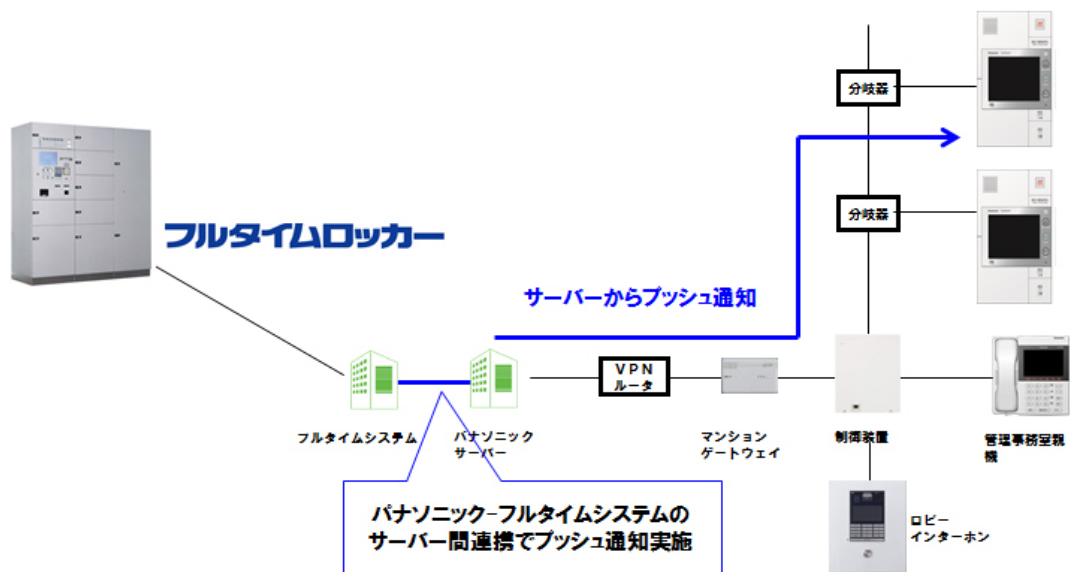 分岐器
分岐器
フルタイムロッカー
サーバーからプッシュ通知
VPN
ルータ
フルタイムシステム
パナソニック
サーバー
マンション
ゲートウェイ
制御装置
管理事務室親
機
パナソニック-フルタイムシステムの
サーバー間連携でプッシュ通知実施
ロビー
インターホン